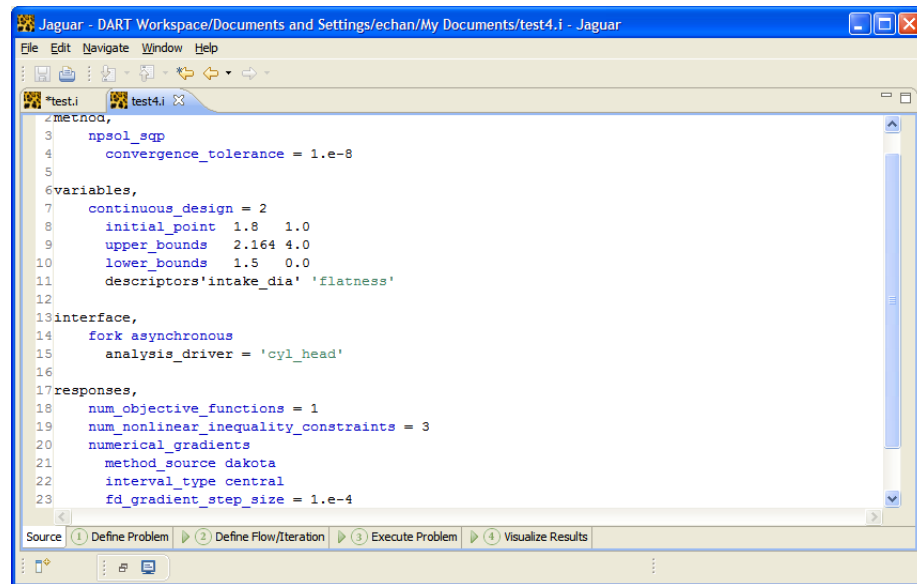 Jaguar - DART Workspace/Documents and Settings/echan/My Documents/test4.i - Jaguar
File Edit Navigate Window Help
*test.i test4.i
2method,
3 npsol_sqp
4 convergence_tolerance = 1.e-8
5
6variables,
7 continuous_design = 2
8 initial_point 1.8 1.0
9 upper_bounds 2.164 4.0
10 lower_bounds 1.5 0.0
11 descriptors'intake_dia' 'flatness'
12
13interface,
14 fork asynchronous
15 analysis_driver = 'cyl_head'
16
17responses,
18 num_objective_functions = 1
19 num_nonlinear_inequality_constraints = 3
20 numerical_gradients
21 method_source dakota
22 interval_type central
23 fd_gradient_step_size = 1.e-4
Source 1 Define Problem 2 Define Flow/Iteration 3 Execute Problem 4 Visualize Results